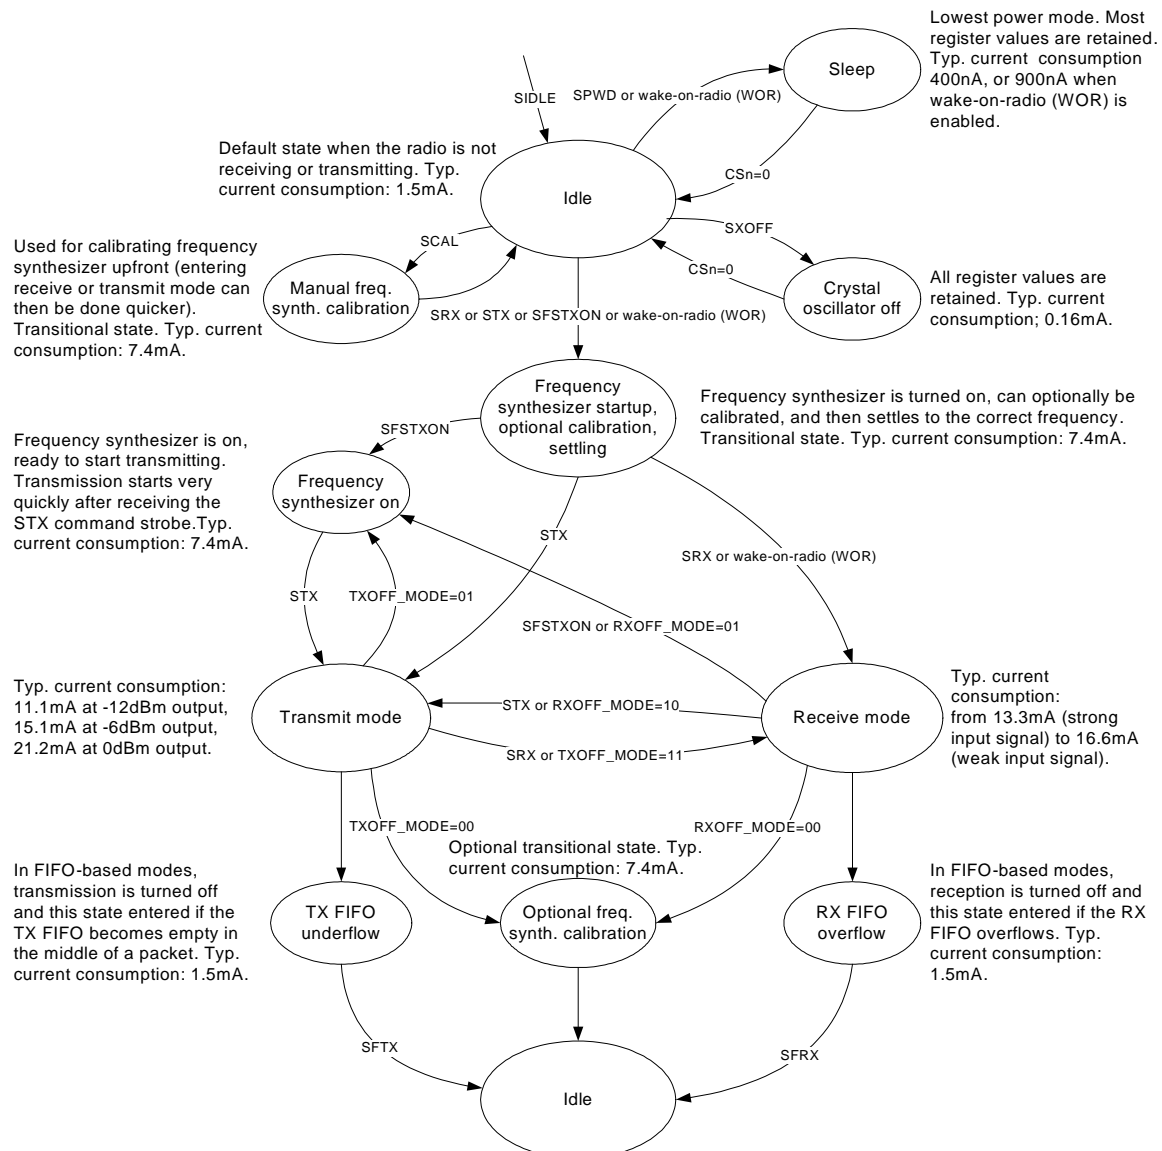 Lowest power mode. Most
register values are retained.
Typ. current consumption
400nA, or 900nA when
wake-on-radio (WOR) is
enabled.
Sleep
SIDLE
SPWD or wake-on-radio (WOR)
Default state when the radio is not
receiving or transmitting. Typ.
current consumption: 1.5mA.
CSn=0
Idle
SXOFF
SCAL
CSn=0
Used for calibrating frequency
synthesizer upfront (entering
receive or transmit mode can
then be done quicker).
Transitional state. Typ. current
consumption: 7.4mA.
Manual freq.
synth. calibration
Crystal
oscillator off
All register values are
retained. Typ. current
consumption; 0.16mA.
SRX or STX or SFSTXON or wake-on-radio (WOR)
Frequency
synthesizer startup,
optional calibration,
settling
Frequency synthesizer is turned on, can optionally be
calibrated, and then settles to the correct frequency.
Transitional state. Typ. current consumption: 7.4mA.
SFSTXON
Frequency synthesizer is on,
ready to start transmitting.
Transmission starts very
quickly after receiving the
STX command strobe.Typ.
current consumption: 7.4mA.
Frequency
synthesizer on
STX
SRX or wake-on-radio (WOR)
STX
TXOFF_MODE=01
SFSTXON or RXOFF_MODE=01
Typ. current consumption:
11.1mA at -12dBm output,
15.1mA at -6dBm output,
21.2mA at 0dBm output.
Transmit mode
STX or RXOFF_MODE=10
SRX or TXOFF_MODE=11
Receive mode
Typ. current
consumption:
from 13.3mA (strong
input signal) to 16.6mA
(weak input signal).
TXOFF_MODE=00
RXOFF_MODE=00
Optional transitional state. Typ.
current consumption: 7.4mA.
In FIFO-based modes,
transmission is turned off
and this state entered if the
TX FIFO becomes empty in
the middle of a packet. Typ.
current consumption: 1.5mA.
TX FIFO
underflow
Optional freq.
synth. calibration
RX FIFO
overflow
In FIFO-based modes,
reception is turned off and
this state entered if the RX
FIFO overflows. Typ.
current consumption:
1.5mA.
SFTX
SFRX
Idle